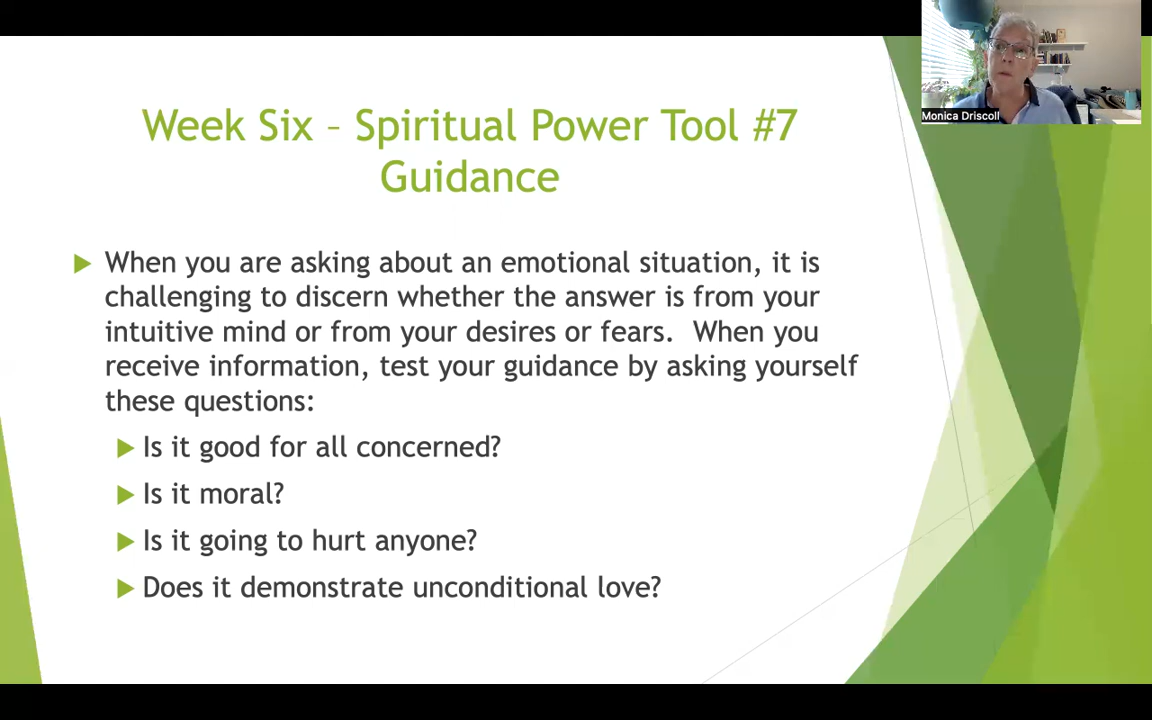 Week Six – Spiritual Power Tool #7
Guidance
When you are asking about an emotional situation, it is
challenging to discern whether the answer is from your
intuitive mind or from your desires or fears.  When you
receive information, test your guidance by asking yourself
these questions:
Is it good for all concerned?
Is it moral?
Is it going to hurt anyone?
Does it demonstrate unconditional love?
Monica Driscoll